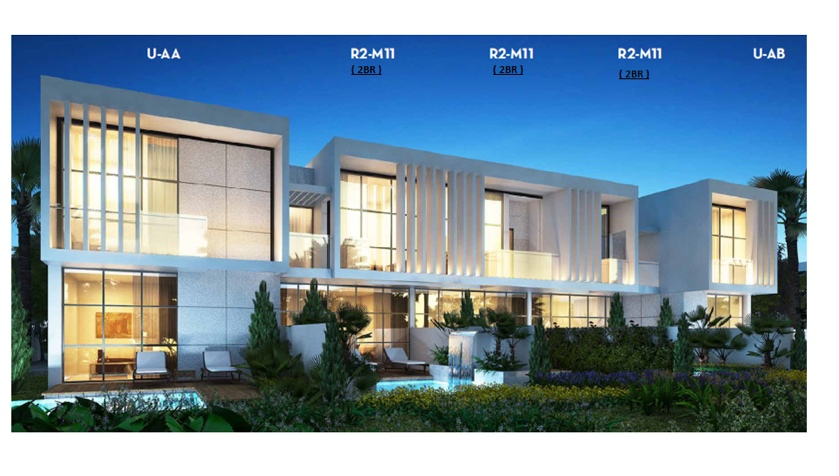 U-AA R2-M11 R2-M11 R2-M11 U-AB
( 2BR ) ( 2BR ) ( 2BR )